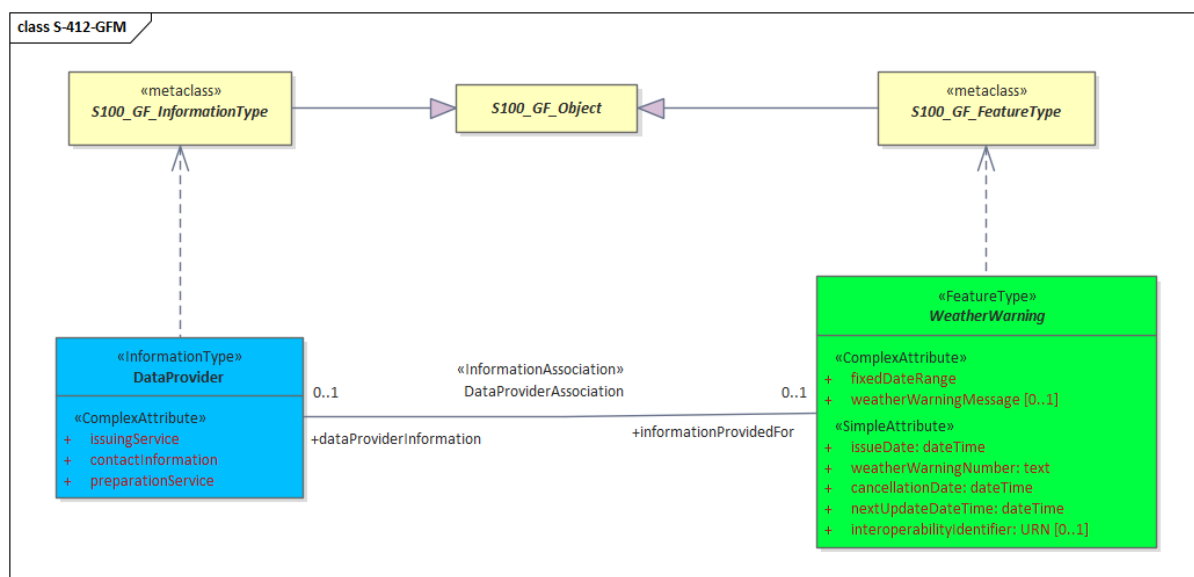 class S-412-GFM
«metaclass»
S100_GF_InformationType
S100_GF_Object
«metaclass»
S100_GF_FeatureType
«InformationType»
DataProvider
«ComplexAttribute»
+ issuingService
+ contactInformation
+ preparationService
0..1
«InformationAssociation»
DataProviderAssociation
0..1
+dataProviderInformation
+informationProvidedFor
«FeatureType»
WeatherWarning
«ComplexAttribute»
+ fixedDateRange
+ weatherWarningMessage [0..1]
«SimpleAttribute»
+ issueDate: dateTime
+ weatherWarningNumber: text
+ cancellationDate: dateTime
+ nextUpdateDateTime: dateTime
+ interoperabilityIdentifier: URN [0..1]